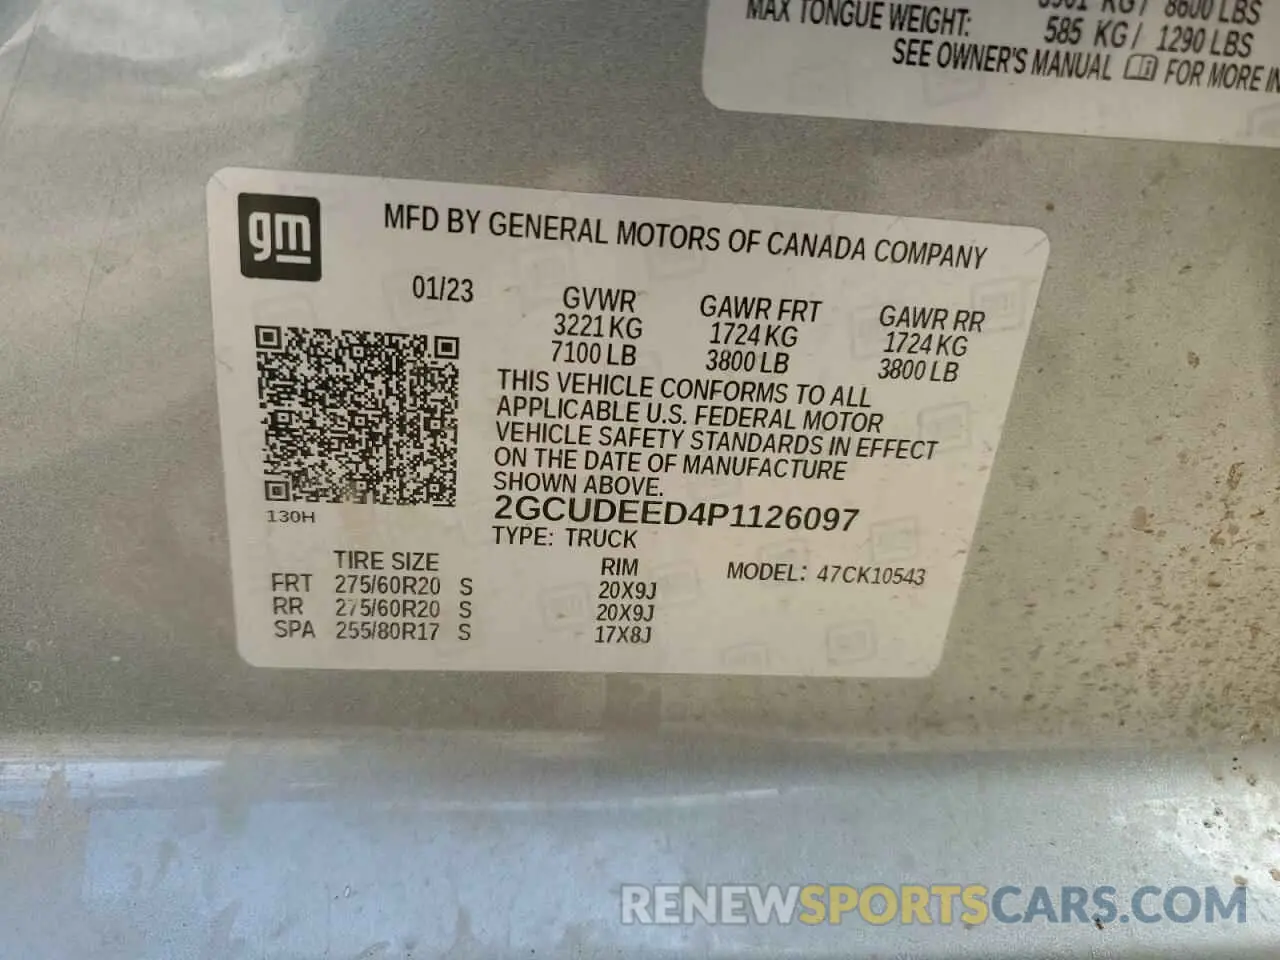 KG / 8600 LBS
MAX TONGUE WEIGHT: 585 KG / 1290 LBS
SEE OWNER'S MANUAL FOR MORE
gm
MFD BY GENERAL MOTORS OF CANADA COMPANY
01/23 GVWR GAWR FRT GAWR RR
3221 KG 1724 KG 1724 KG
7100 LB 3800 LB 3800 LB
THIS VEHICLE CONFORMS TO ALL
APPLICABLE U.S. FEDERAL MOTOR
VEHICLE SAFETY STANDARDS IN EFFECT
ON THE DATE OF MANUFACTURE
SHOWN ABOVE.
2GCUDEED4P1126097
130H
TYPE: TRUCK
TIRE SIZE RIM MODEL: 47CK10543
FRT 275/60R20 S 20X9J
RR 275/60R20 S 20X9J
SPA 255/80R17 S 17X8J
RENEWSPORTSCARS.COM